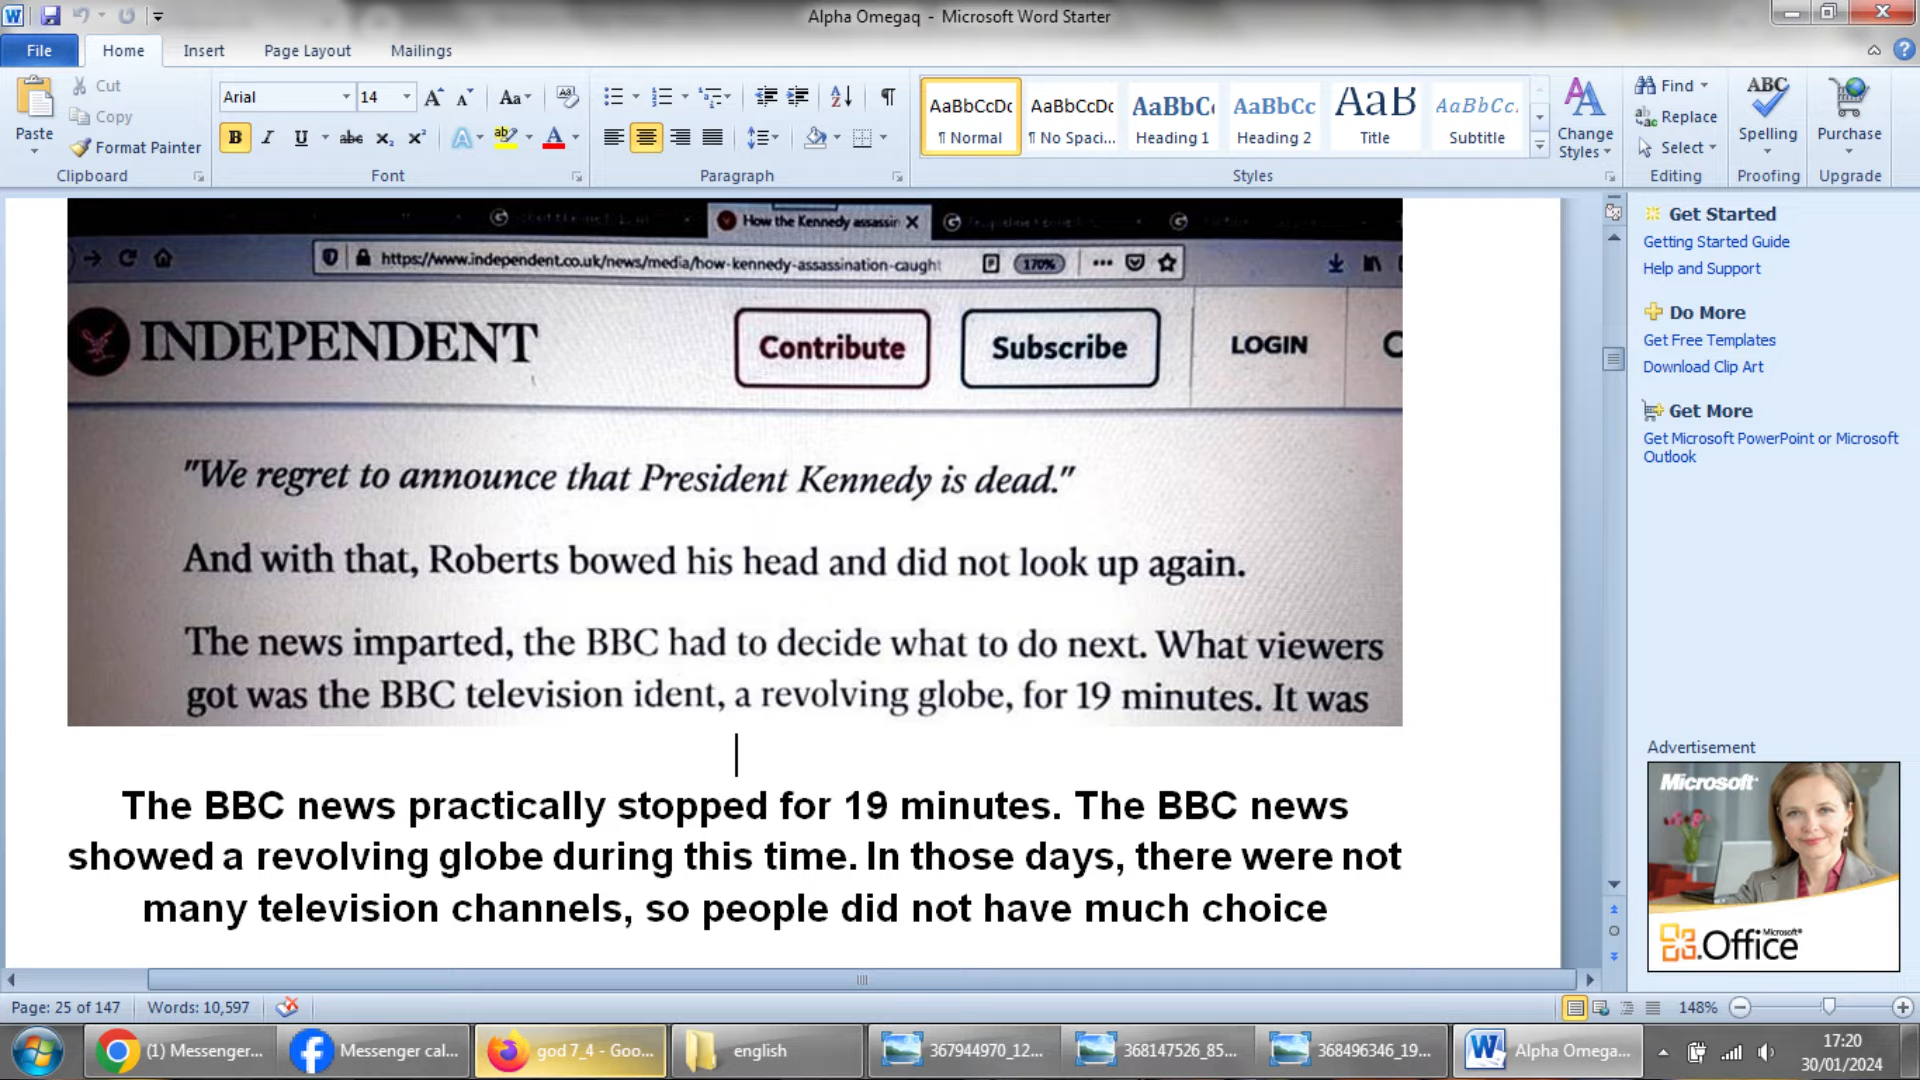 Alpha Omegaq - Microsoft Word Starter
File Home Insert Page Layout Mailings
Paste
Cut
Copy
Format Painter
Clipboard
Arial 14
Font
Paragraph
AaBbCcDc AaBbCcDc AaBbC AaBbCc AaB AaBbCc.
¶ Normal ¶ No Spaci... Heading 1 Heading 2 Title Subtitle
Styles
Change
Styles
Find
Replace
Select
Editing
ABC
Spelling
Proofing
Purchase
Upgrade
How the Kennedy assassin
https://www.independent.co.uk/news/media/how-kennedy-assassination-caught 170%
INDEPENDENT Contribute Subscribe LOGIN
"We regret to announce that President Kennedy is dead."
And with that, Roberts bowed his head and did not look up again.
The news imparted, the BBC had to decide what to do next. What viewers
got was the BBC television ident, a revolving globe, for 19 minutes. It was
The BBC news practically stopped for 19 minutes. The BBC news
showed a revolving globe during this time. In those days, there were not
many television channels, so people did not have much choice
Get Started
Getting Started Guide
Help and Support
Do More
Get Free Templates
Download Clip Art
Get More
Get Microsoft PowerPoint or Microsoft
Outlook
Advertisement
Microsoft
Microsoft
Office
Page: 25 of 147 Words: 10,597 148%
(1) Messenger... Messenger cal... god 7_4 - Goo... english 367944970_12... 368147526_85... 368496346_19... Alpha Omega...
17:20
30/01/2024